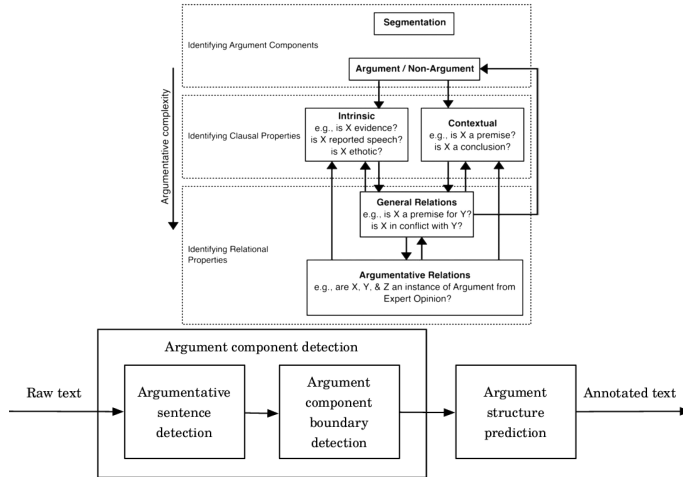 Segmentation
Identifying Argument Components
Argument / Non-Argument
Argumentative complexity
Intrinsic
e.g., is X evidence?
is X reported speech?
is X ethotic?
Contextual
e.g., is X a premise?
is X a conclusion?
Identifying Clausal Properties
General Relations
e.g., is X a premise for Y?
is X in conflict with Y?
Identifying Relational
Properties
Argumentative Relations
e.g., are X, Y, & Z an instance of Argument from
Expert Opinion?
Argument component detection
Raw text
Argumentative
sentence
detection
Argument
component
boundary
detection
Argument
structure
prediction
Annotated text